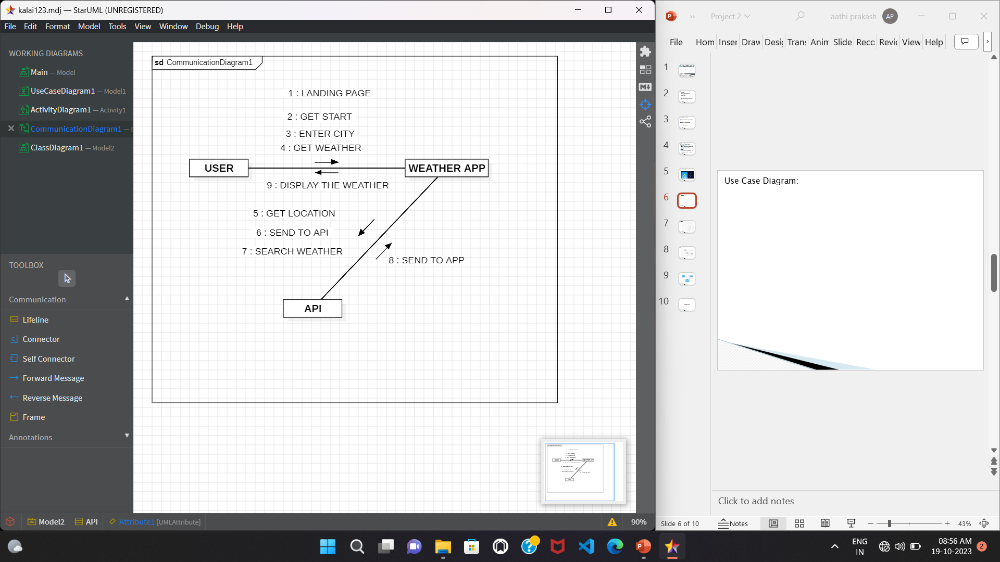 kalai123.mdj — StarUML (UNREGISTERED)
File Edit Format Model Tools View Window Debug Help
WORKING DIAGRAMS
Main — Model
UseCaseDiagram1 — Model1
ActivityDiagram1 — Activity1
CommunicationDiagram1 —
ClassDiagram1 — Model2
TOOLBOX
Communication
Lifeline
Connector
Self Connector
Forward Message
Reverse Message
Frame
Annotations
sd CommunicationDiagram1
1 : LANDING PAGE
2 : GET START
3 : ENTER CITY
4 : GET WEATHER
USER
WEATHER APP
9 : DISPLAY THE WEATHER
5 : GET LOCATION
6 : SEND TO API
7 : SEARCH WEATHER
8 : SEND TO APP
API
Model2 API Attribute1 [UMLAttribute]
90%
Project 2
aathi prakash AP
File Hom Inser Draw Desig Trans Anim Slide Reco Revie View Help
1
2
3
4
5
6
7
8
9
10
Use Case Diagram:
Click to add notes
Slide 6 of 10 Notes 43%
ENG
IN
08:56 AM
19-10-2023
2